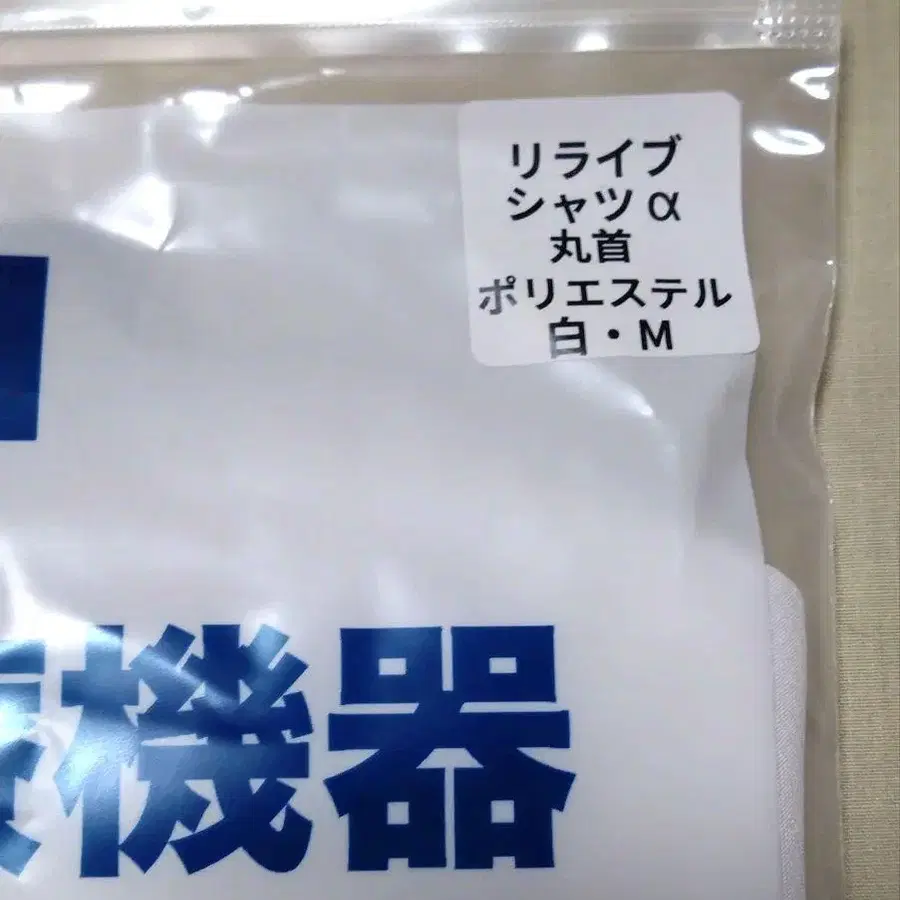 リライブ
シャツα
丸首
ポリエステル
白・M
機器